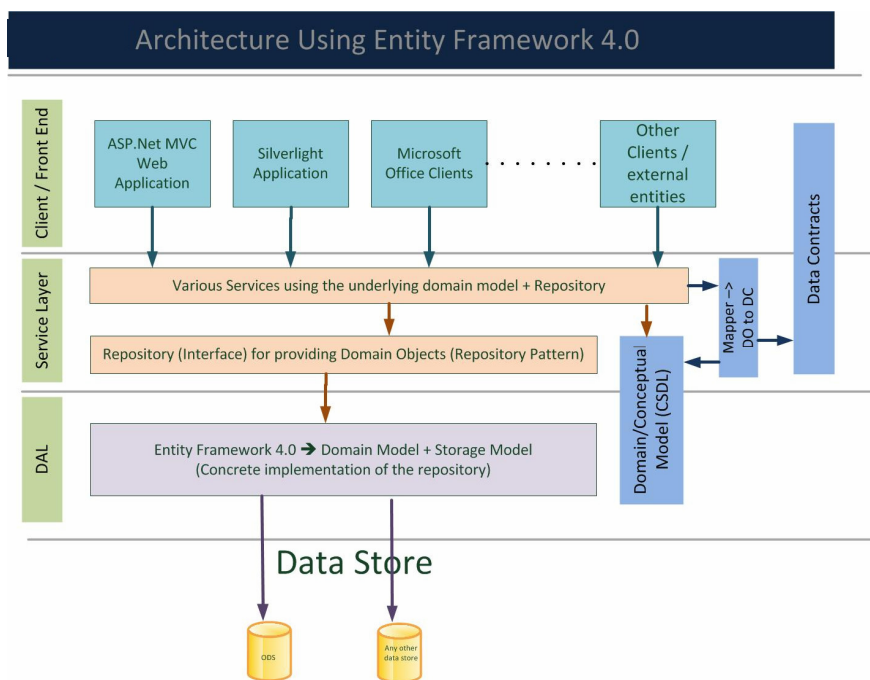 Architecture Using Entity Framework 4.0
Client / Front End
ASP.Net MVC
Web
Application
Silverlight
Application
Microsoft
Office Clients
. . . . . . . . .
Other
Clients /
external
entities
Data Contracts
Service Layer
Various Services using the underlying domain model + Repository
Mapper –>
DO to DC
Repository (Interface) for providing Domain Objects (Repository Pattern)
Domain/Conceptual
Model (CSDL)
DAL
Entity Framework 4.0 ➔ Domain Model + Storage Model
(Concrete implementation of the repository)
Data Store
ODS
Any other
data store